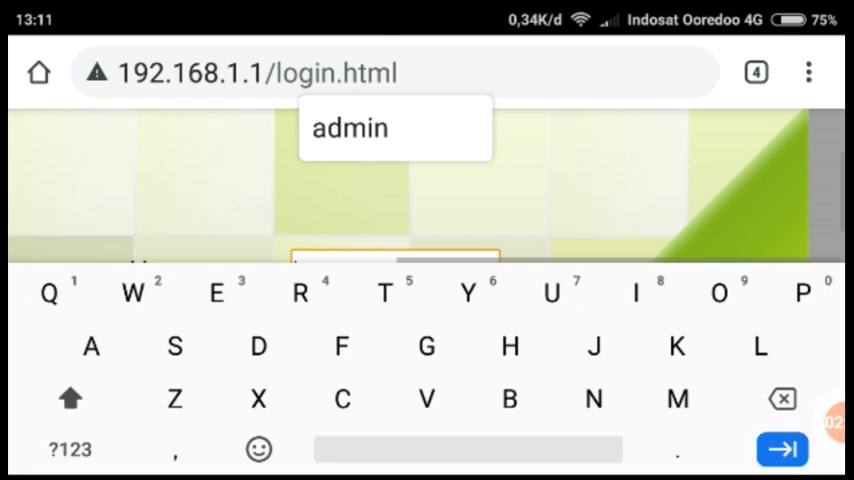 13:11 0,34K/d Indosat Ooredoo 4G 75%
192.168.1.1/login.html 4
admin
Q 1 W 2 E 3 R 4 T 5 Y 6 U 7 I 8 O 9 P 0
A S D F G H J K L
Z X C V B N M
?123 , .
02